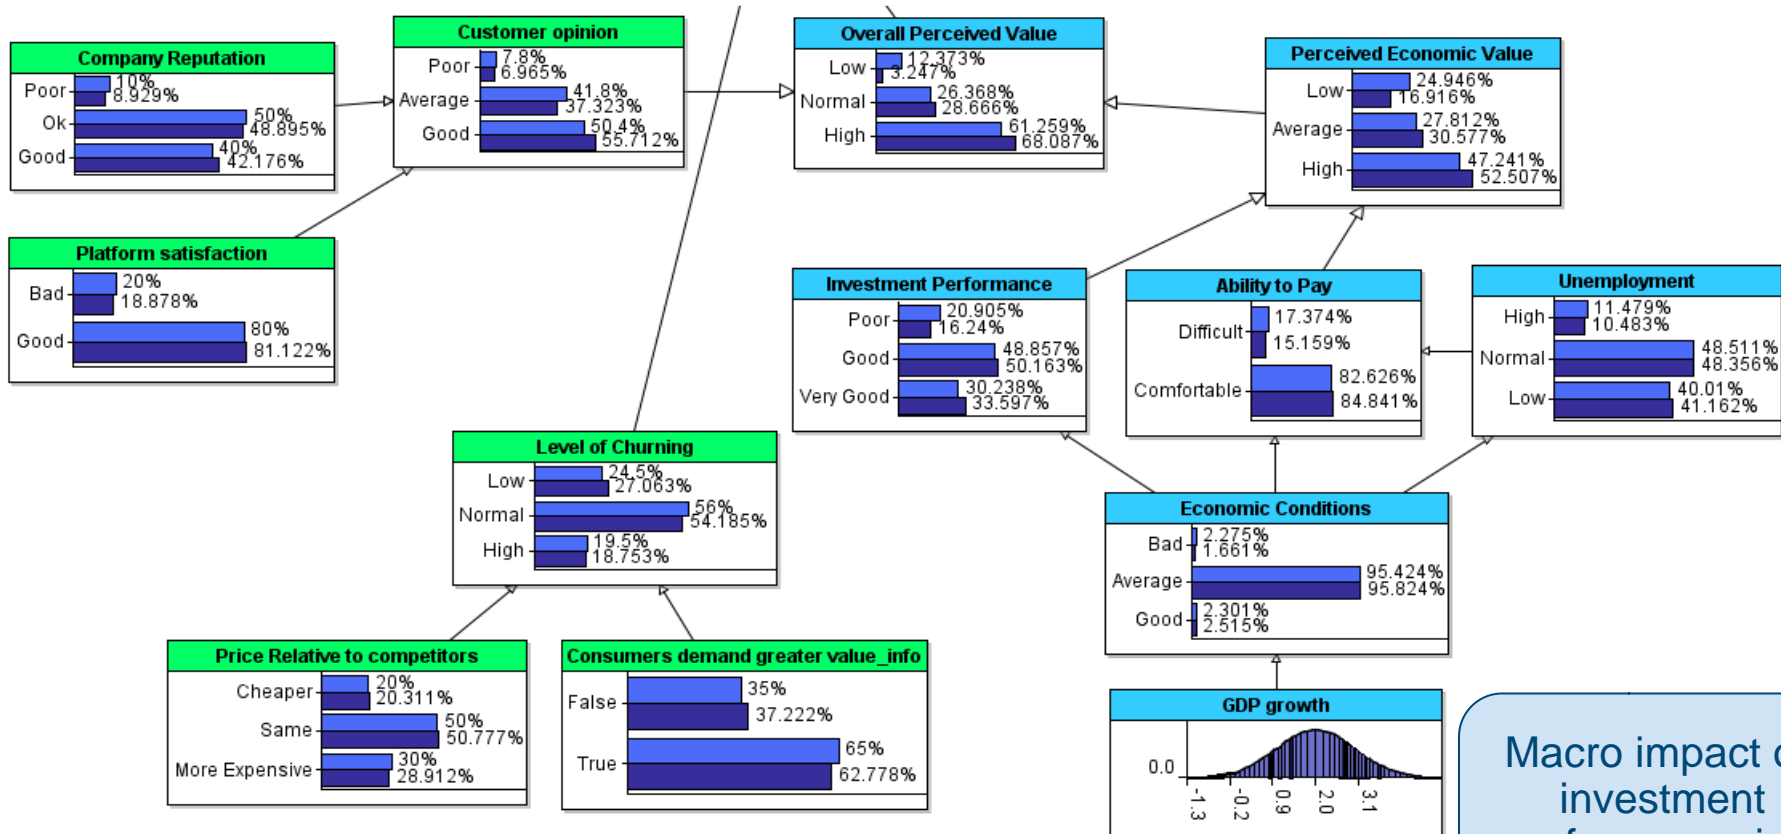 Company Reputation
Poor
10%
8.929%
Ok
50%
48.895%
Good
40%
42.176%
Customer opinion
Poor
7.8%
6.965%
Average
41.8%
37.323%
Good
50.4%
55.712%
Overall Perceived Value
Low
12.373%
3.247%
Normal
26.368%
28.666%
High
61.259%
68.087%
Perceived Economic Value
Low
24.946%
16.916%
Average
27.812%
30.577%
High
47.241%
52.507%
Platform satisfaction
Bad
20%
18.878%
Good
80%
81.122%
Investment Performance
Poor
20.905%
16.24%
Good
48.857%
50.163%
Very Good
30.238%
33.597%
Ability to Pay
Difficult
17.374%
15.159%
Comfortable
82.626%
84.841%
Unemployment
High
11.479%
10.483%
Normal
48.511%
48.356%
Low
40.01%
41.162%
Level of Churning
Low
24.5%
27.063%
Normal
56%
54.185%
High
19.5%
18.753%
Economic Conditions
Bad
2.275%
1.661%
Average
95.424%
95.824%
Good
2.301%
2.515%
Price Relative to competitors
Cheaper
20%
20.311%
Same
50%
50.777%
More Expensive
30%
28.912%
Consumers demand greater value_info
False
35%
37.222%
True
65%
62.778%
GDP growth
0.0
-1.3
-0.2
0.9
2.0
3.1
Macro impact
investment